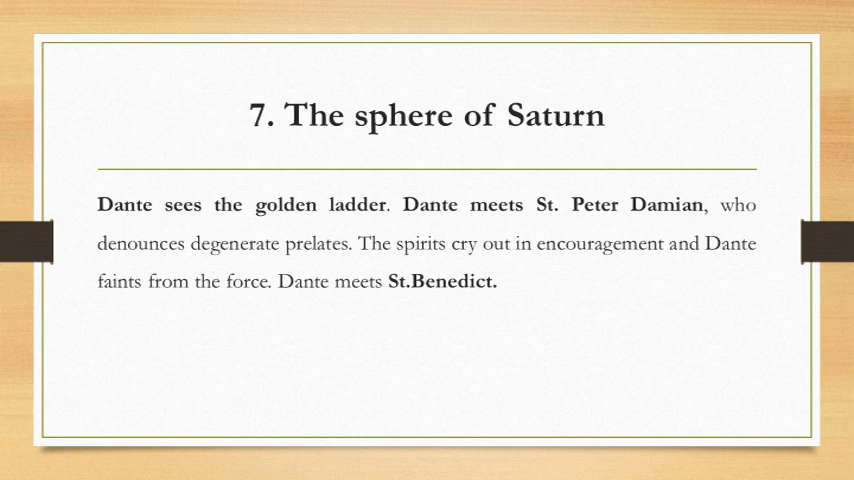 7. The sphere of Saturn
Dante sees the golden ladder. Dante meets St. Peter Damian, who
denounces degenerate prelates. The spirits cry out in encouragement and Dante
faints from the force. Dante meets St.Benedict.